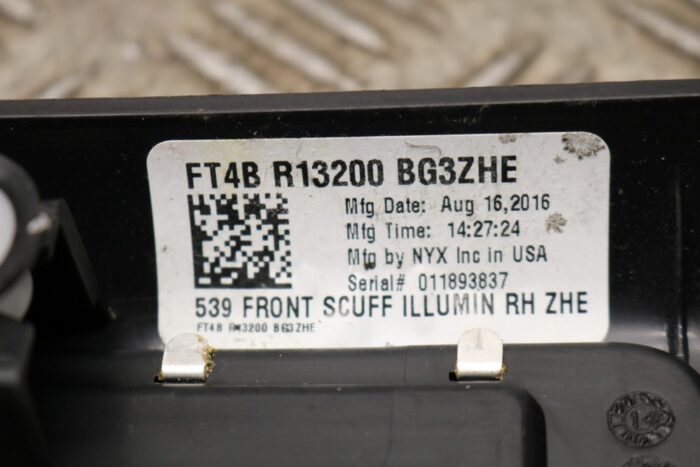 FT4B R13200 BG3ZHE
Mfg Date: Aug 16,2016
Mfg Time: 14:27:24
Mfg by NYX Inc in USA
Serial# 011893837
539 FRONT SCUFF ILLUMIN RH ZHE
FT4B R13200 BG3ZHE
14